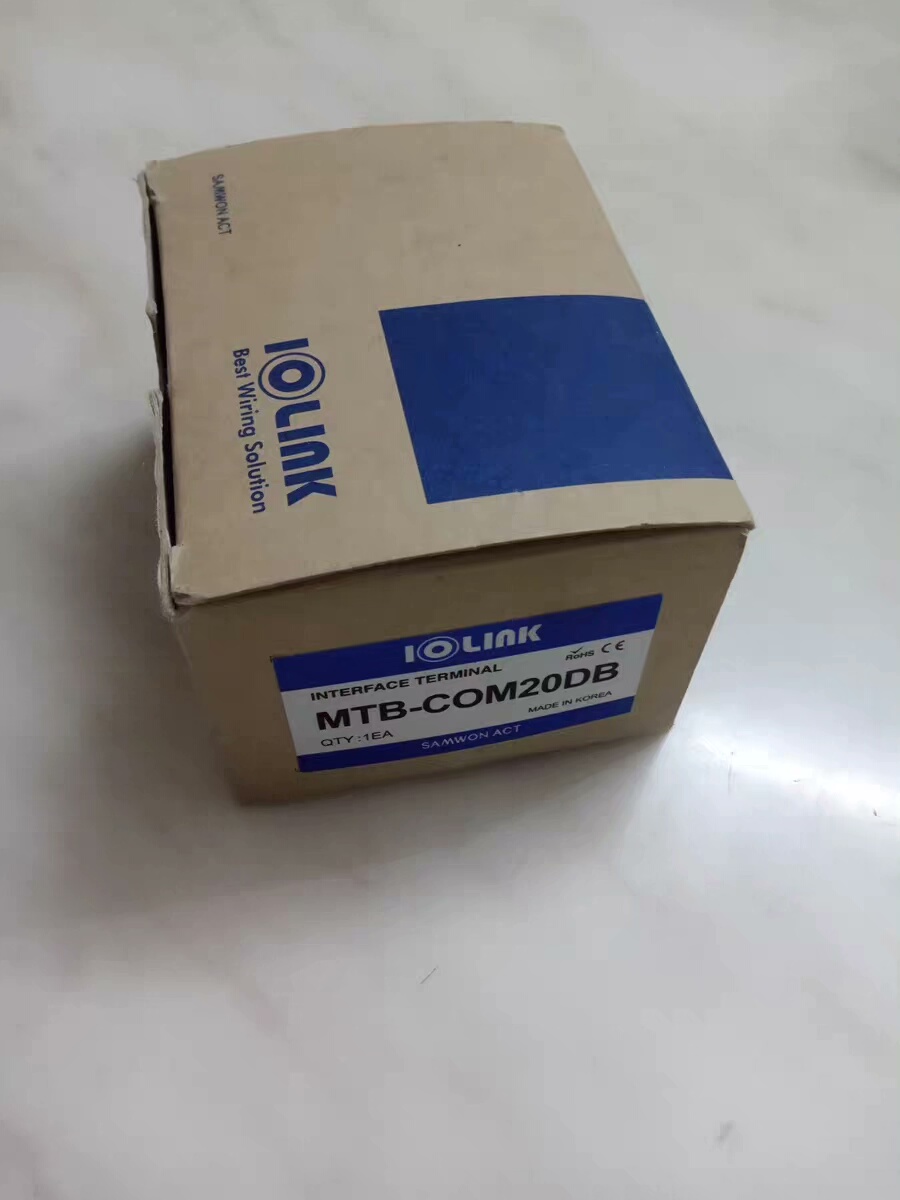 SAMWON ACT
IOLINK
Best Wiring Solution
IOLINK
INTERFACE TERMINAL
RoHS CE
MTB-COM20DB
QTY : 1EA
MADE IN KOREA
SAMWON ACT